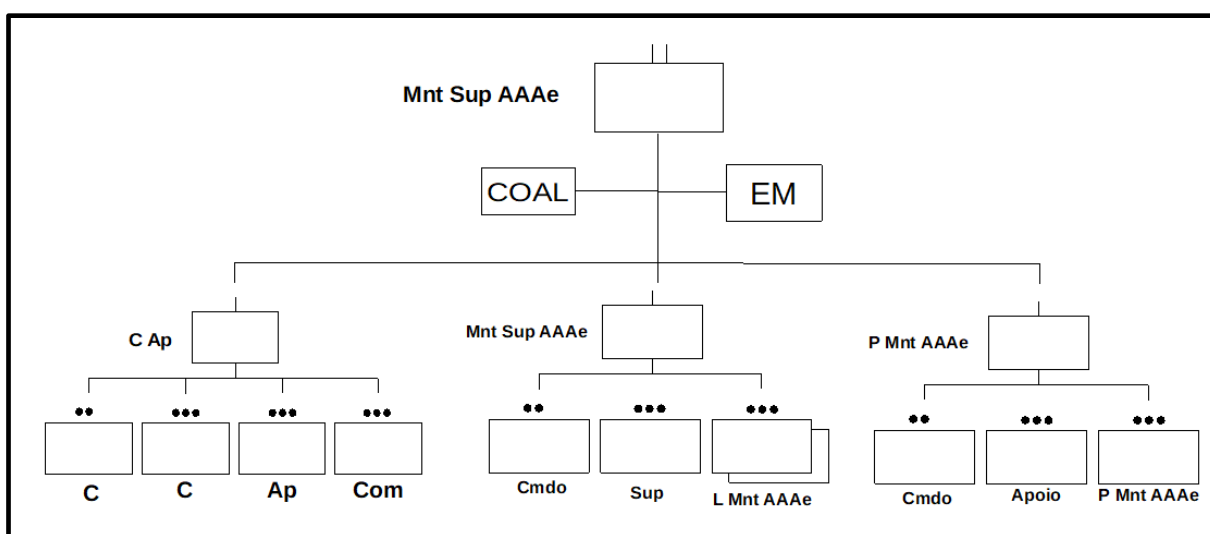 Mnt Sup AAAe
COAL
EM
C Ap
Mnt Sup AAAe
P Mnt AAAe
C
C
Ap
Com
Cmdo
Sup
L Mnt AAAe
Cmdo
Apoio
P Mnt AAAe